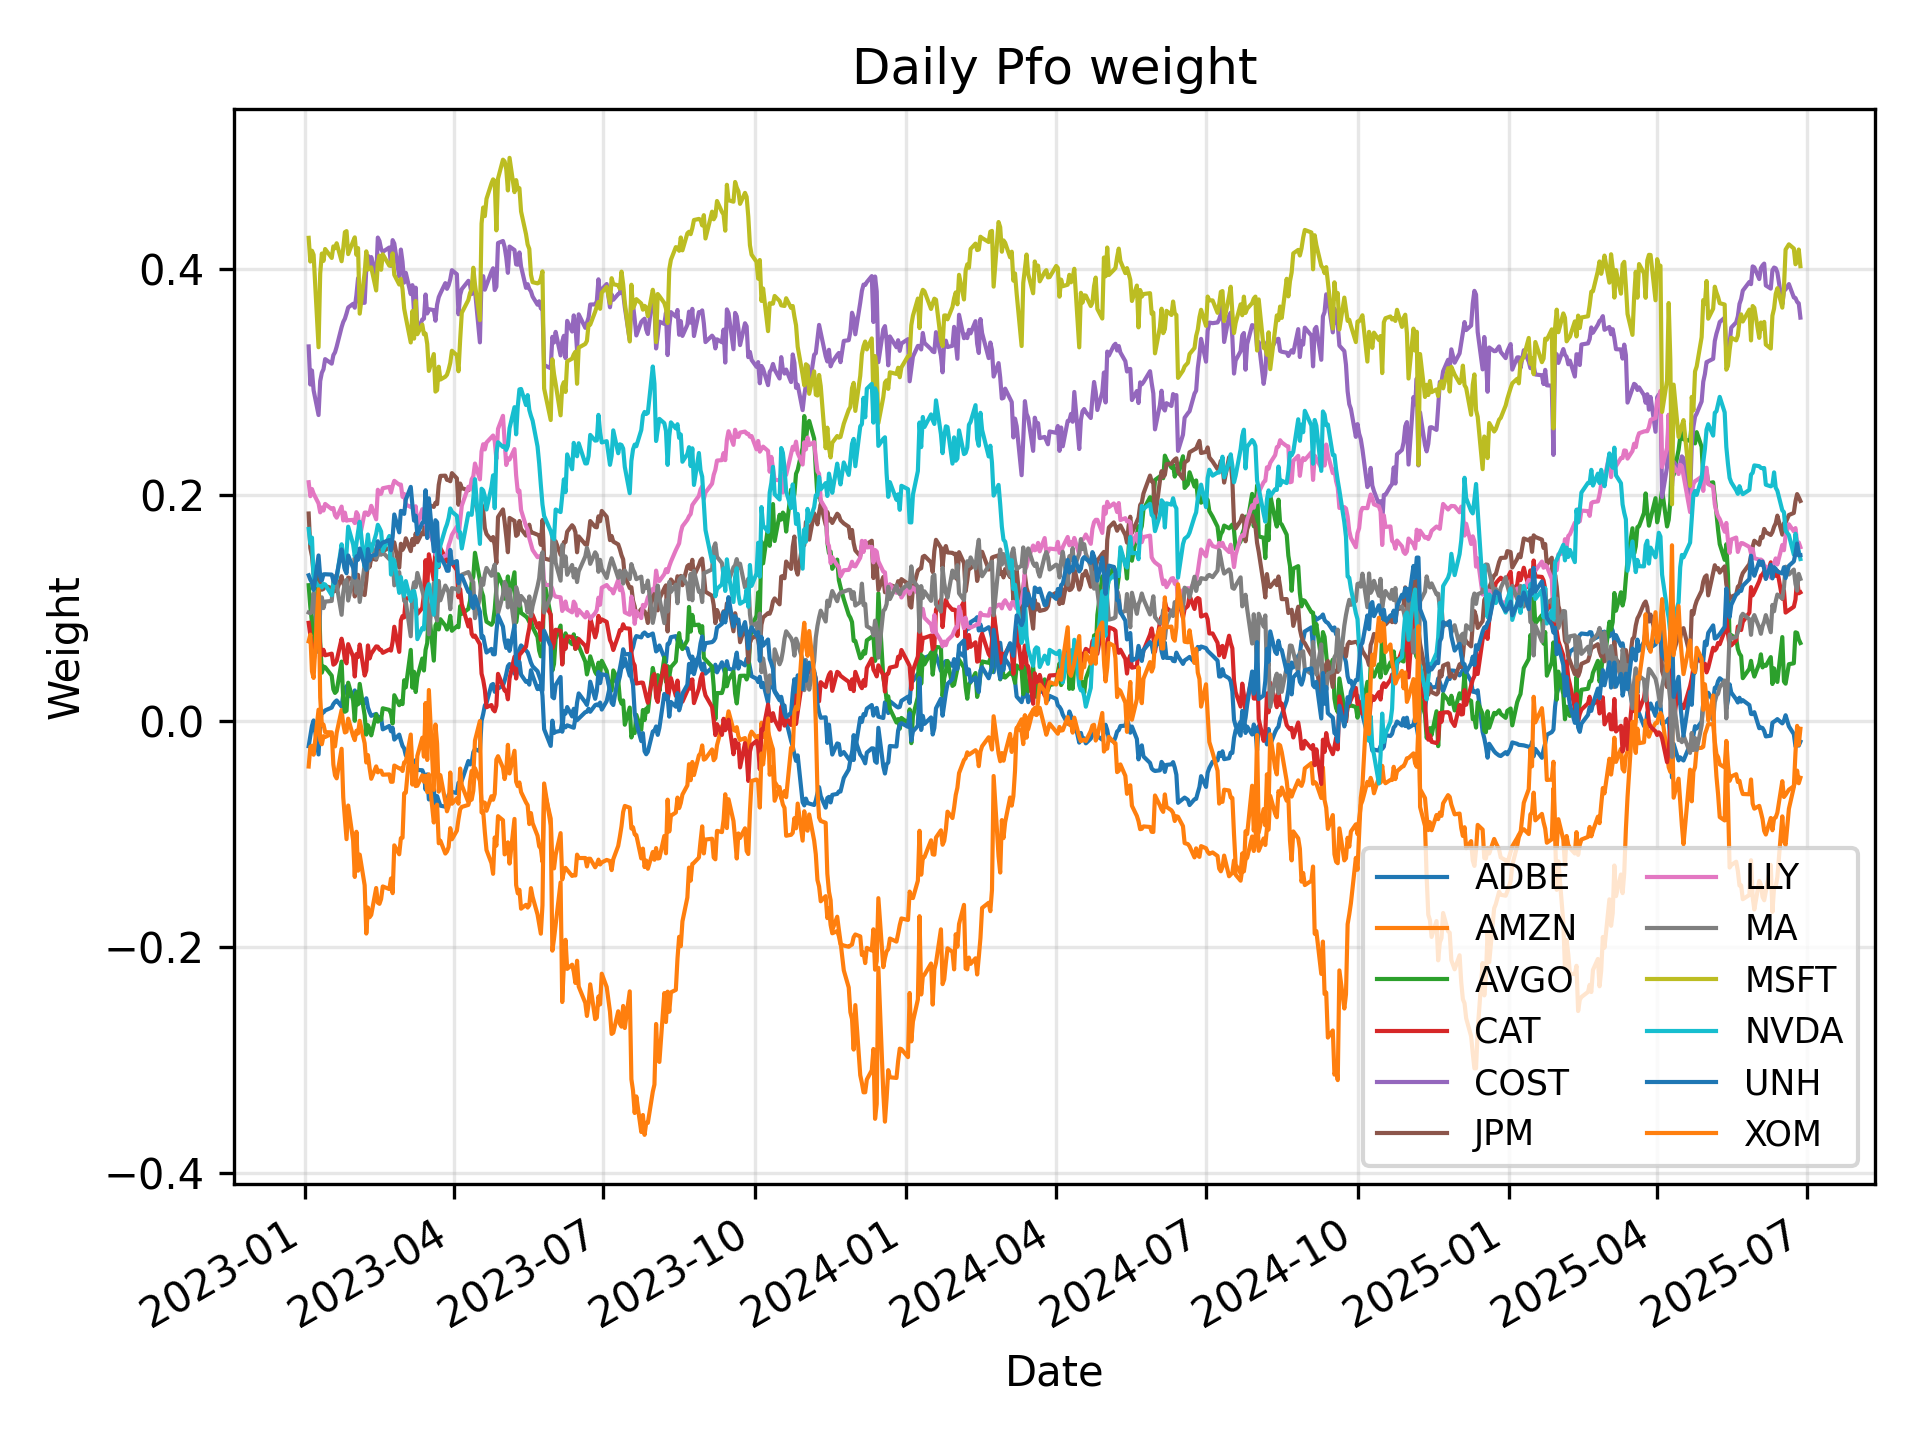 Daily Pfo weight
Weight
0.4
0.2
0.0
−0.2
−0.4
ADBE
AMZN
AVGO
CAT
COST
JPM
LLY
MA
MSFT
NVDA
UNH
XOM
2023-01
2023-04
2023-07
2023-10
2024-01
2024-04
2024-07
2024-10
2025-01
2025-04
2025-07
Date